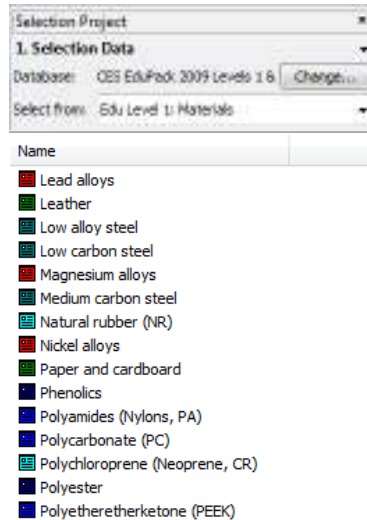 Selection Project
1. Selection Data
Database: CES EduPack 2009 Levels 1 & Change...
Select from: Edu Level 1: Materials
Name
Lead alloys
Leather
Low alloy steel
Low carbon steel
Magnesium alloys
Medium carbon steel
Natural rubber (NR)
Nickel alloys
Paper and cardboard
Phenolics
Polyamides (Nylons, PA)
Polycarbonate (PC)
Polychloroprene (Neoprene, CR)
Polyester
Polyetheretherketone (PEEK)